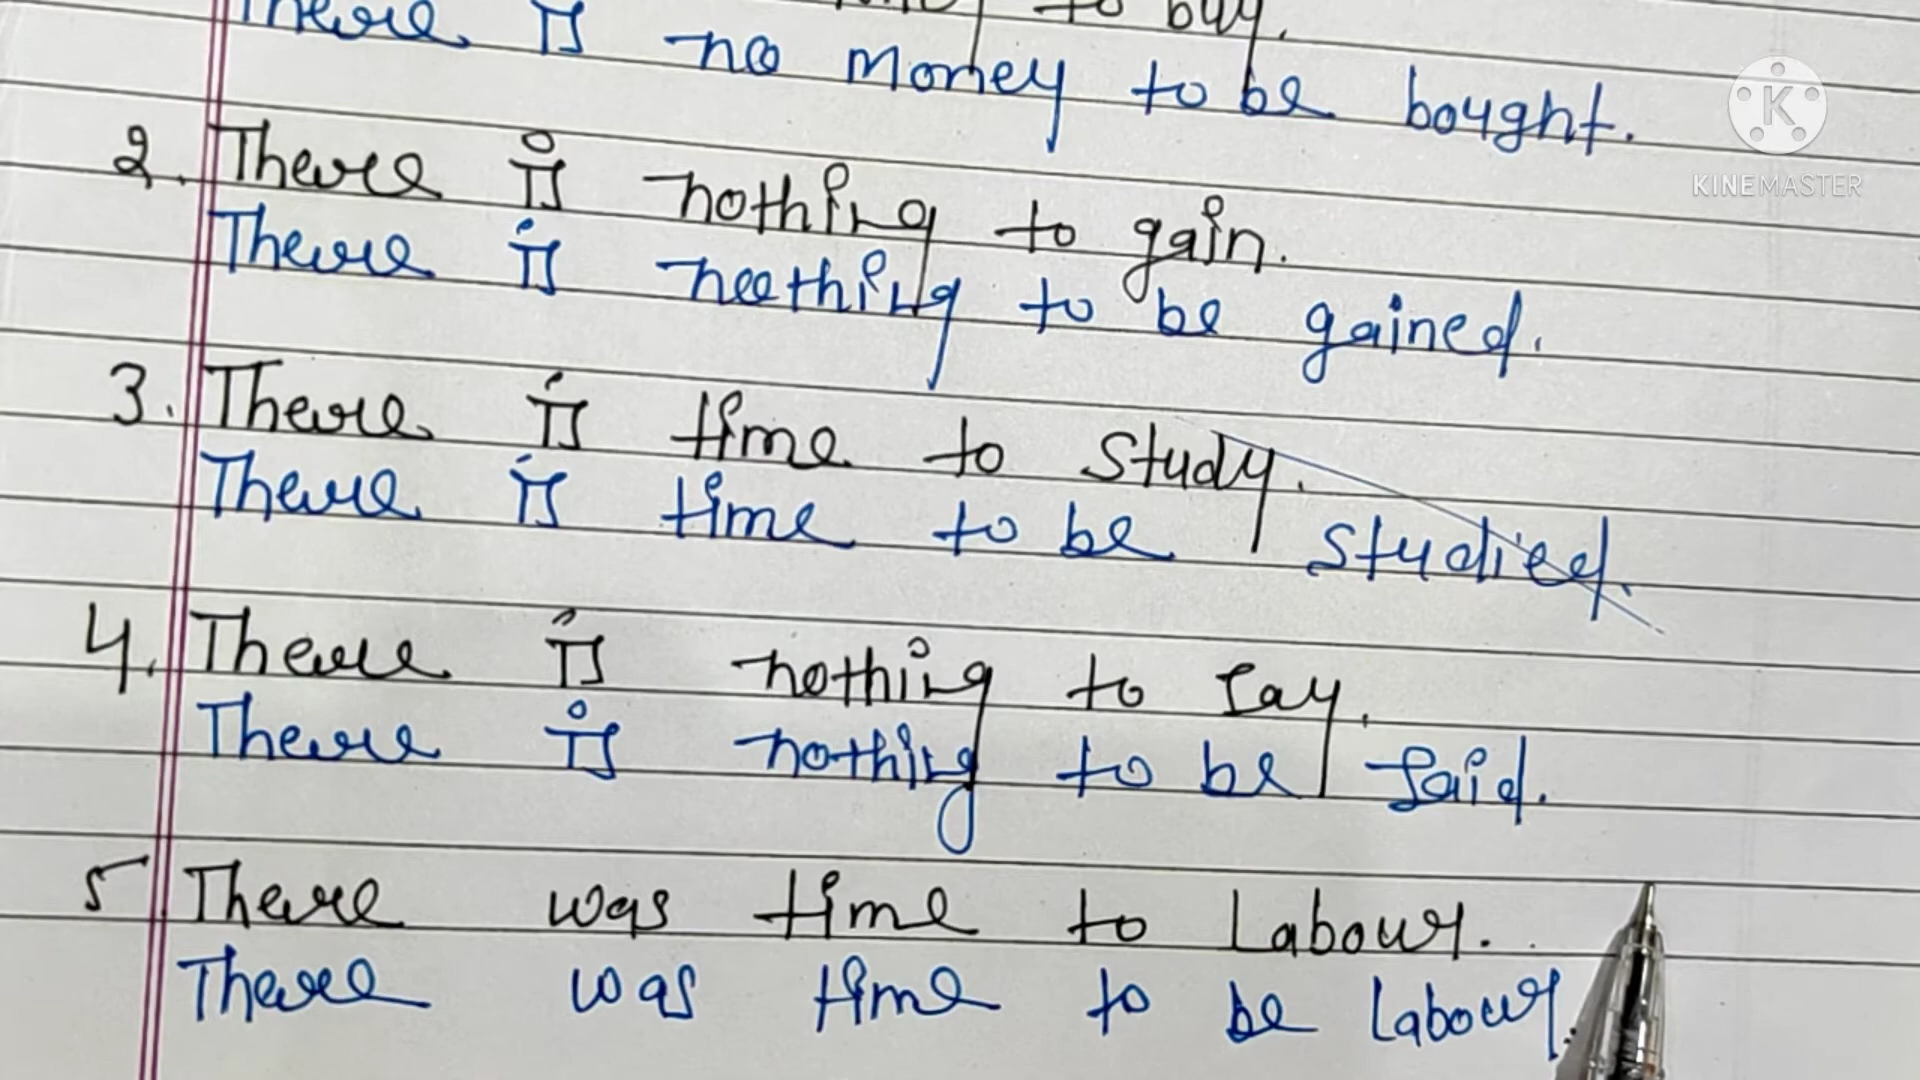 to buy.
There is no money to be bought.
2. There is nothing to gain.
There is nothing to be gained.
3. There is time to study.
There is time to be studied.
4. There is nothing to say.
There is nothing to be said.
5 There was time to Labour.
There was time to be Labour.
K
KINEMASTER